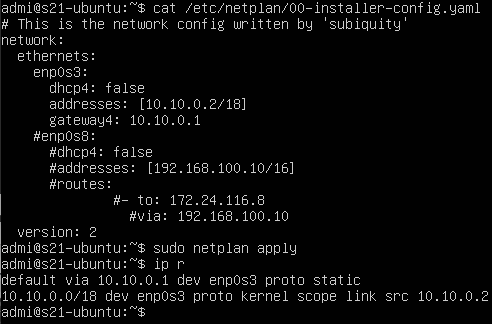 admi@s21-ubuntu:~$ cat /etc/netplan/00-installer-config.yaml
# This is the network config written by 'subiquity'
network:
  ethernets:
    enp0s3:
      dhcp4: false
      addresses: [10.10.0.2/18]
      gateway4: 10.10.0.1
    #enp0s8:
      #dhcp4: false
      #addresses: [192.168.100.10/16]
      #routes:
              #- to: 172.24.116.8
                #via: 192.168.100.10
  version: 2
admi@s21-ubuntu:~$ sudo netplan apply
admi@s21-ubuntu:~$ ip r
default via 10.10.0.1 dev enp0s3 proto static
10.10.0.0/18 dev enp0s3 proto kernel scope link src 10.10.0.2
admi@s21-ubuntu:~$